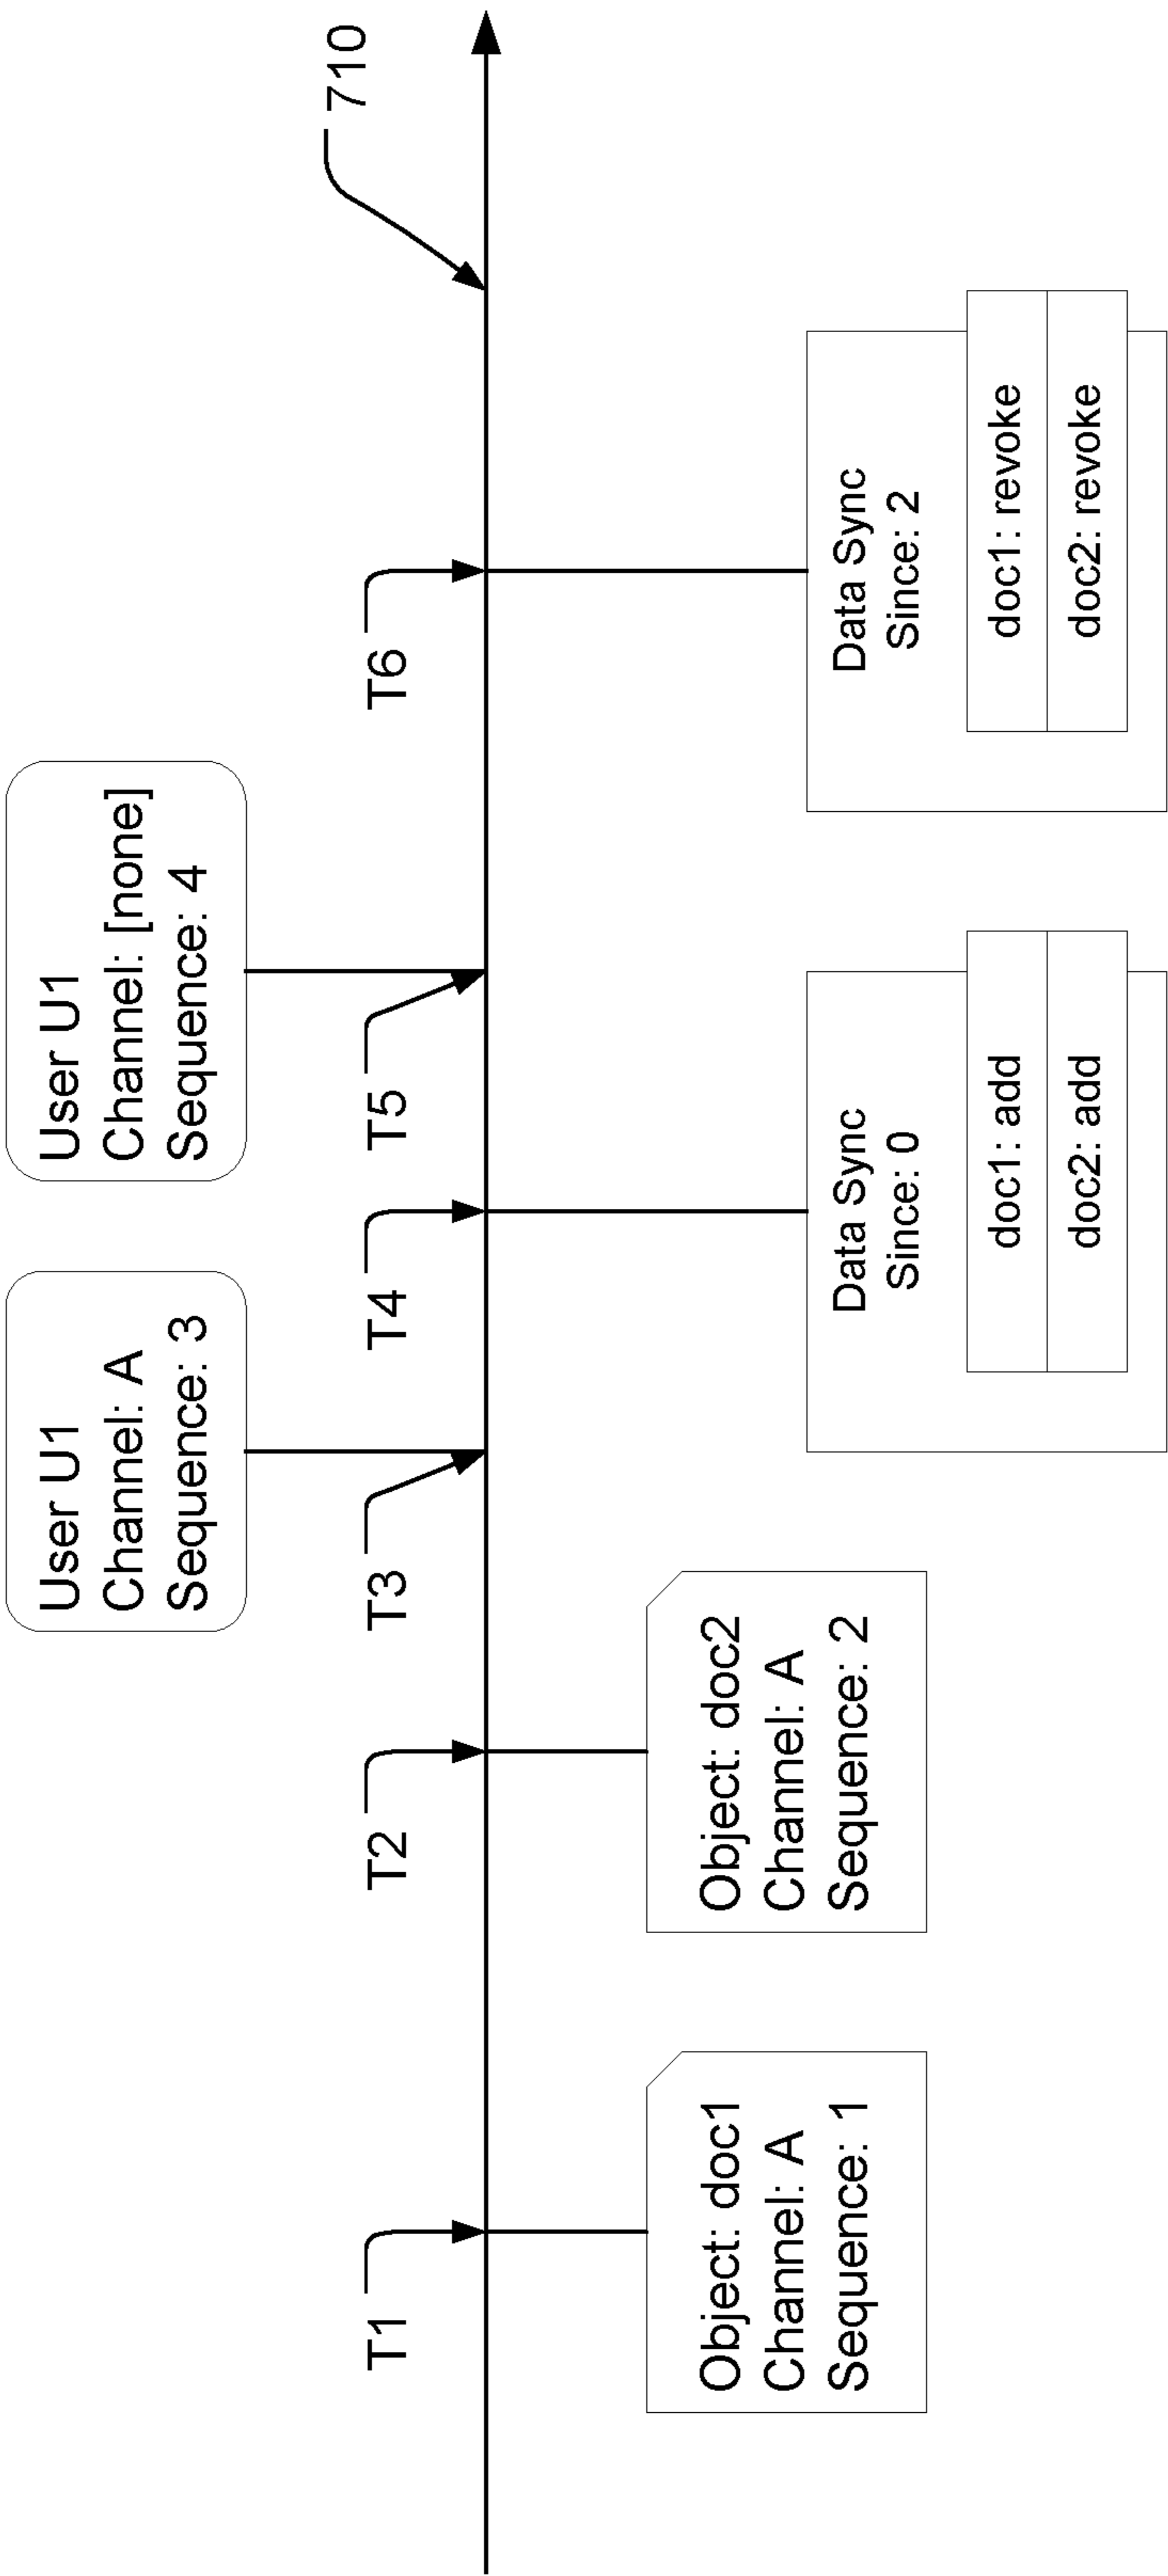 User U1
Channel: A
Sequence: 3
User U1
Channel: [none]
Sequence: 4
710
T1
T2
T3
T4
T5
T6
Object: doc1
Channel: A
Sequence: 1
Object: doc2
Channel: A
Sequence: 2
Data Sync
Since: 0
doc1: add
doc2: add
Data Sync
Since: 2
doc1: revoke
doc2: revoke